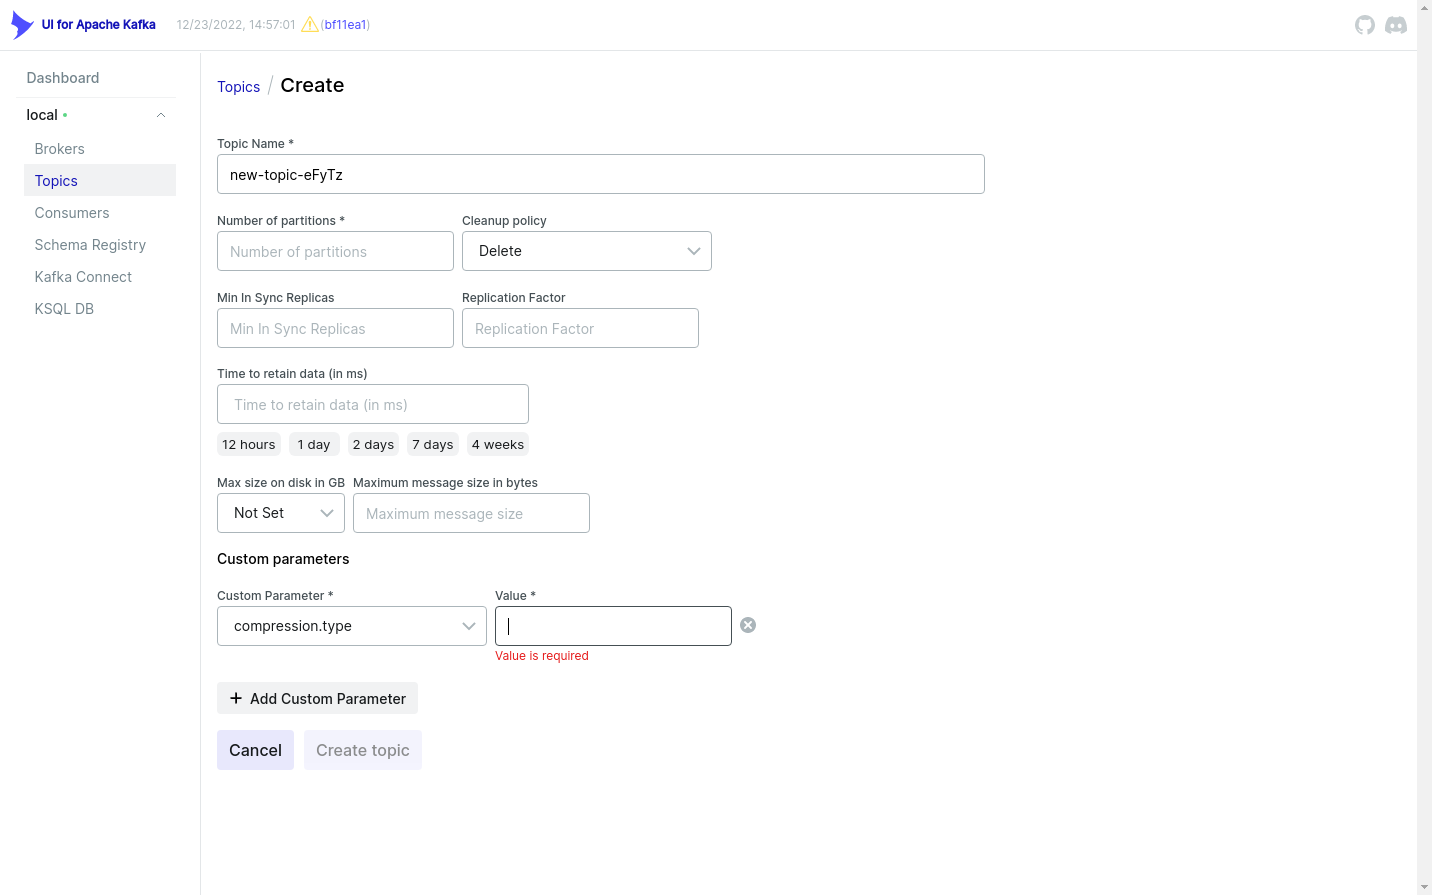 UI for Apache Kafka 12/23/2022, 14:57:01 (bf11ea1)
Dashboard
local
Brokers
Topics
Consumers
Schema Registry
Kafka Connect
KSQL DB
Topics / Create
Topic Name *
new-topic-eFyTz
Number of partitions * Cleanup policy
Number of partitions Delete
Min In Sync Replicas Replication Factor
Min In Sync Replicas Replication Factor
Time to retain data (in ms)
Time to retain data (in ms)
12 hours 1 day 2 days 7 days 4 weeks
Max size on disk in GB Maximum message size in bytes
Not Set Maximum message size
Custom parameters
Custom Parameter * Value *
compression.type
Value is required
+ Add Custom Parameter
Cancel Create topic